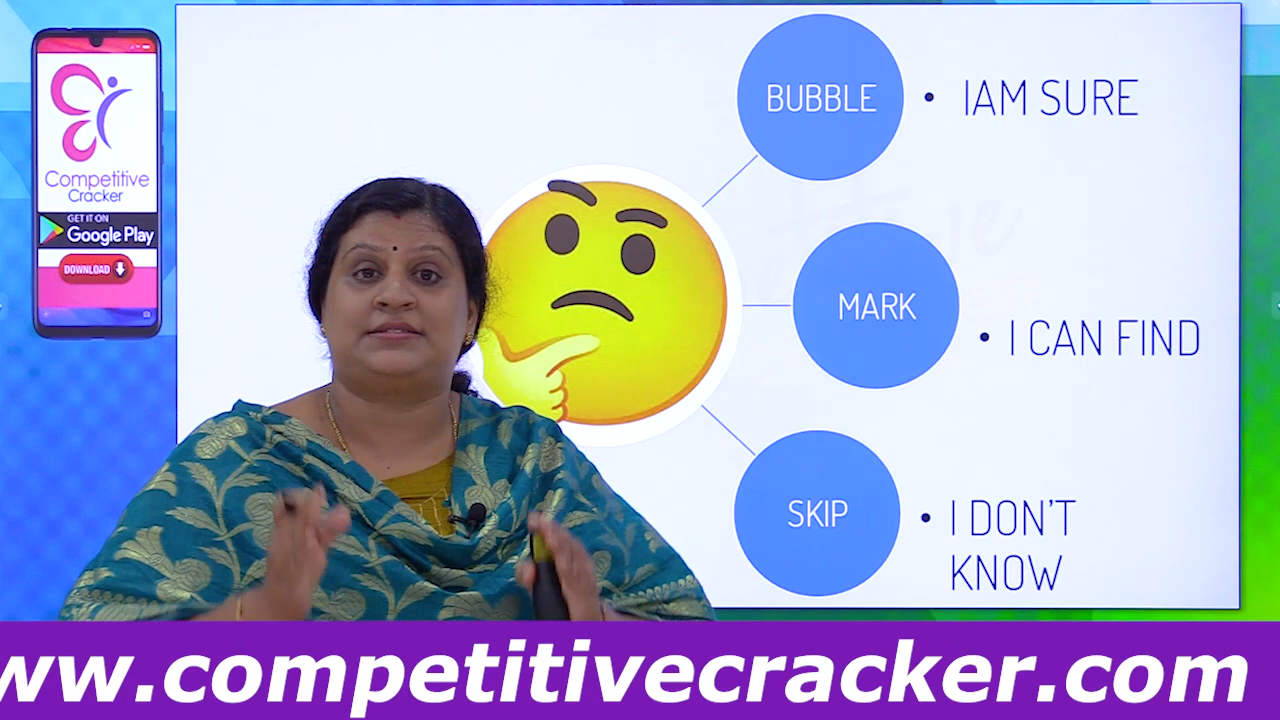 Competitive
Cracker
GET IT ON
Google Play
DOWNLOAD
BUBBLE
• IAM SURE
MARK
• I CAN FIND
SKIP
• I DON'T
KNOW
ww.competitivecracker.com